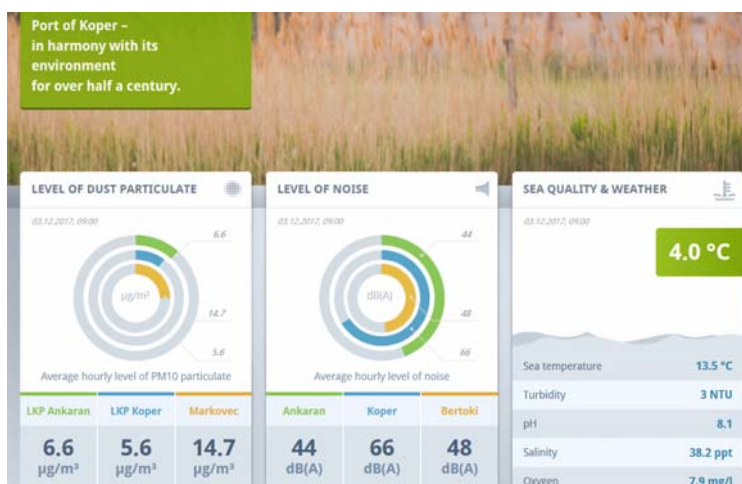 Port of Koper –
in harmony with its
environment
for over half a century.
LEVEL OF DUST PARTICULATE
03.12.2017, 09:00
6.6
µg/m³
14.7
5.6
Average hourly level of PM10 particulate
LKP Ankaran LKP Koper Markovec
6.6 5.6 14.7
µg/m³ µg/m³ µg/m³
LEVEL OF NOISE
03.12.2017, 09:00
44
dB(A)
48
66
Average hourly level of noise
Ankaran Koper Bertoki
44 66 48
dB(A) dB(A) dB(A)
SEA QUALITY & WEATHER
03.12.2017, 09:00
4.0 °C
Sea temperature 13.5 °C
Turbidity 3 NTU
pH 8.1
Salinity 38.2 ppt
Oxygen 7.9 mg/l